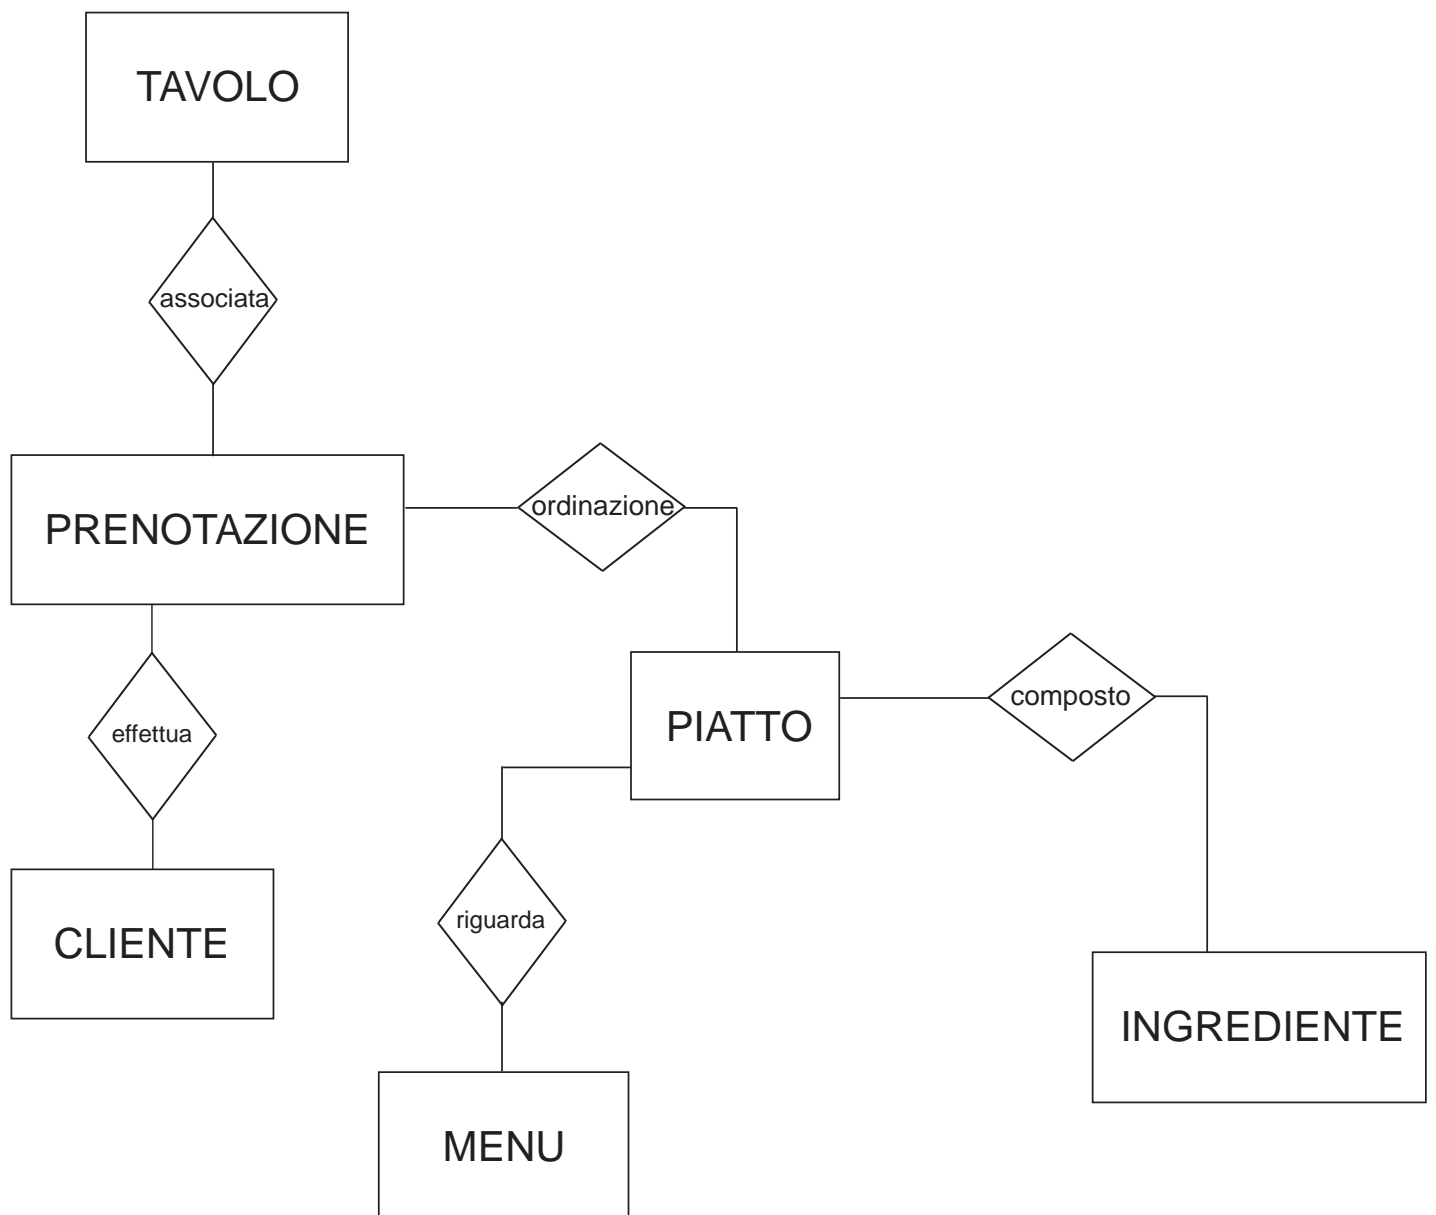 TAVOLO
associata
PRENOTAZIONE
ordinazione
effettua
PIATTO
composto
CLIENTE
riguarda
INGREDIENTE
MENU